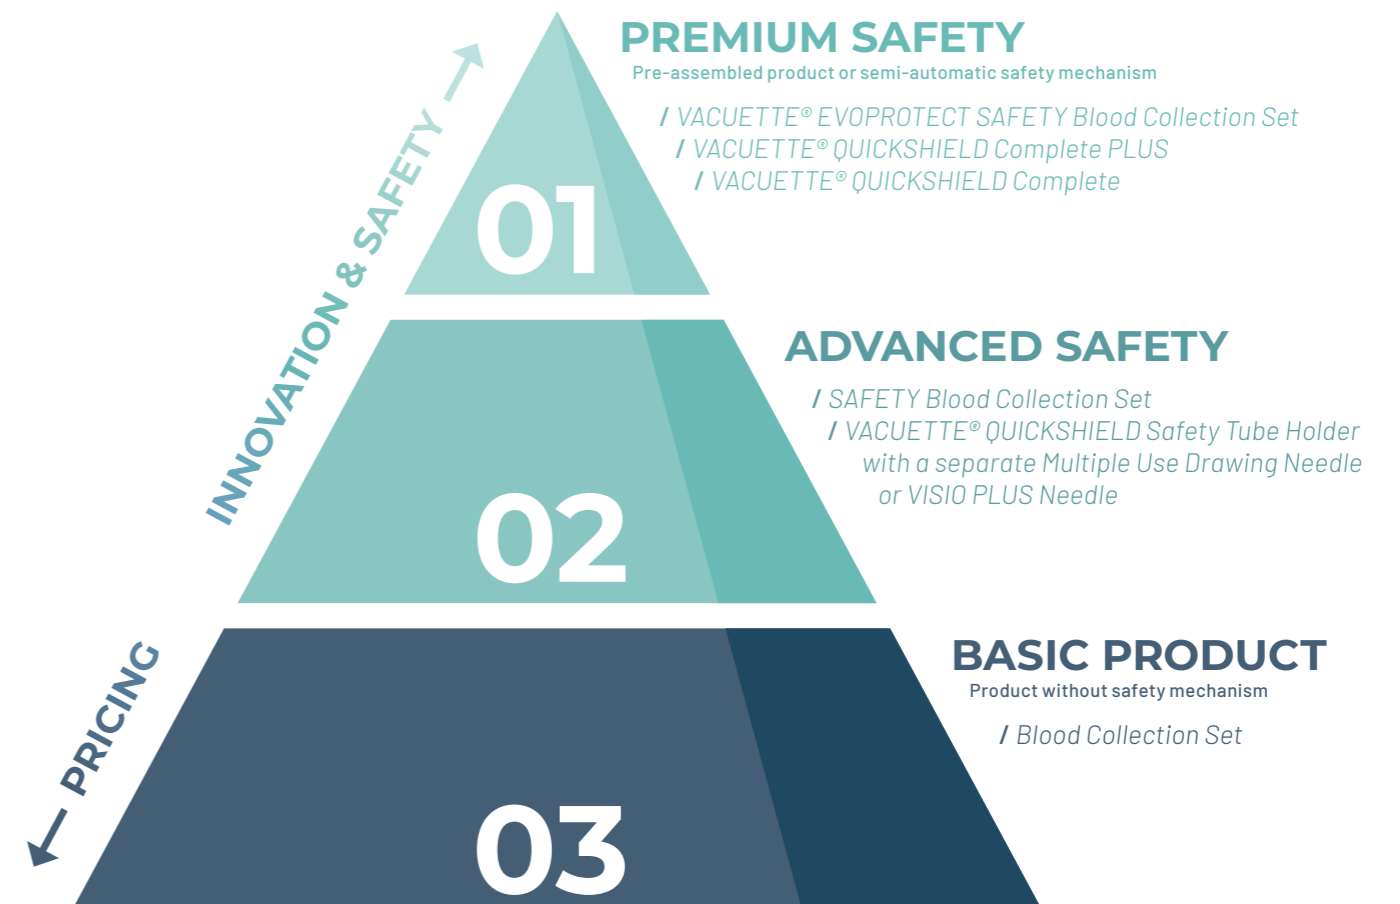 INNOVATION & SAFETY
PREMIUM SAFETY
Pre-assembled product or semi-automatic safety mechanism
/ VACUETTE® EVOPROTECT SAFETY Blood Collection Set
/ VACUETTE® QUICKSHIELD Complete PLUS
/ VACUETTE® QUICKSHIELD Complete
01
ADVANCED SAFETY
/ SAFETY Blood Collection Set
/ VACUETTE® QUICKSHIELD Safety Tube Holder
with a separate Multiple Use Drawing Needle
or VISIO PLUS Needle
02
PRICING
BASIC PRODUCT
Product without safety mechanism
/ Blood Collection Set
03